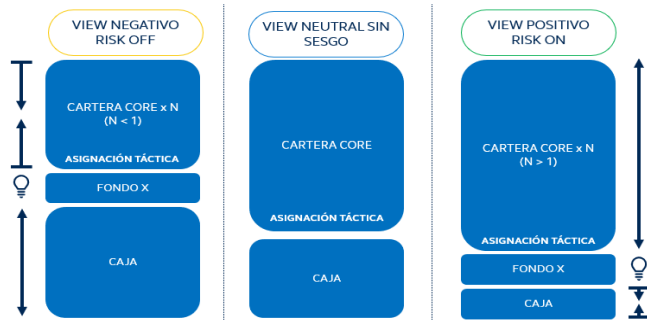 VIEW NEGATIVO
RISK OFF
CARTERA CORE x N
(N < 1)
ASIGNACIÓN TÁCTICA
FONDO X
CAJA
VIEW NEUTRAL SIN
SESGO
CARTERA CORE
ASIGNACIÓN TÁCTICA
CAJA
VIEW POSITIVO
RISK ON
CARTERA CORE x N
(N > 1)
ASIGNACIÓN TÁCTICA
FONDO X
CAJA